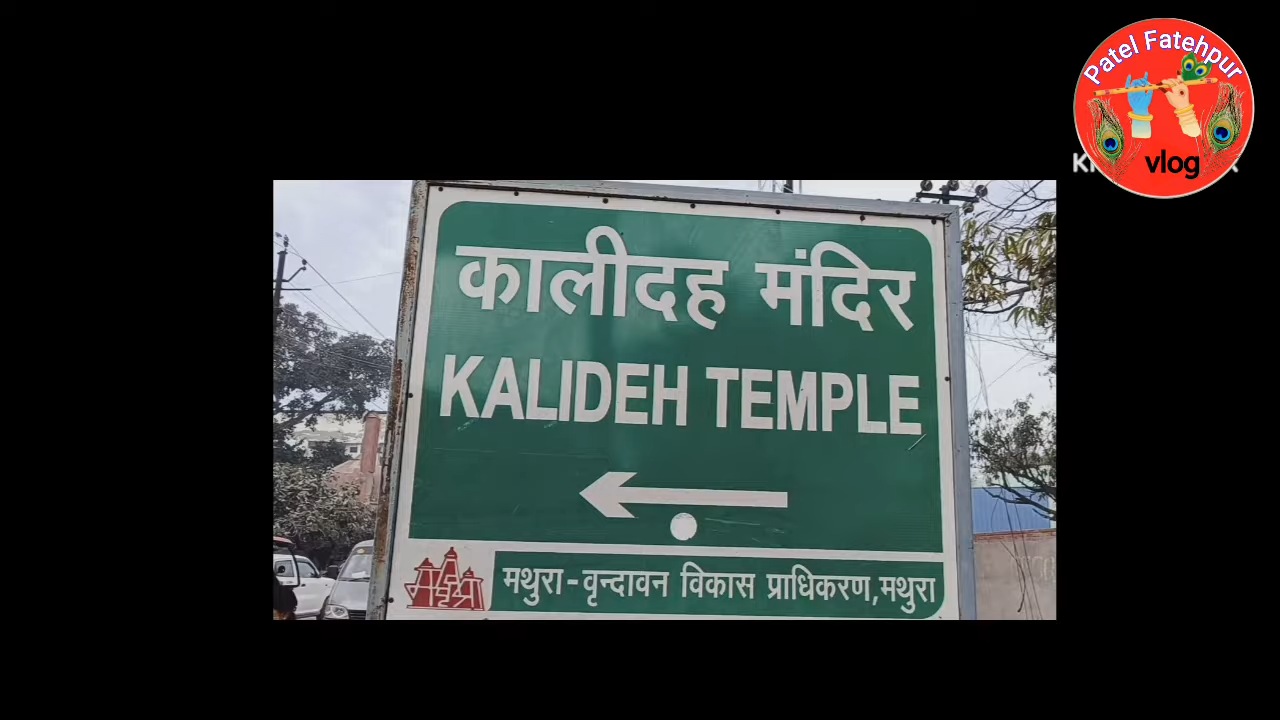 Patel Fatehpur
vlog
कालीदह मंदिर
KALIDEH TEMPLE
मथुरा-वृन्दावन विकास प्राधिकरण,मथुरा